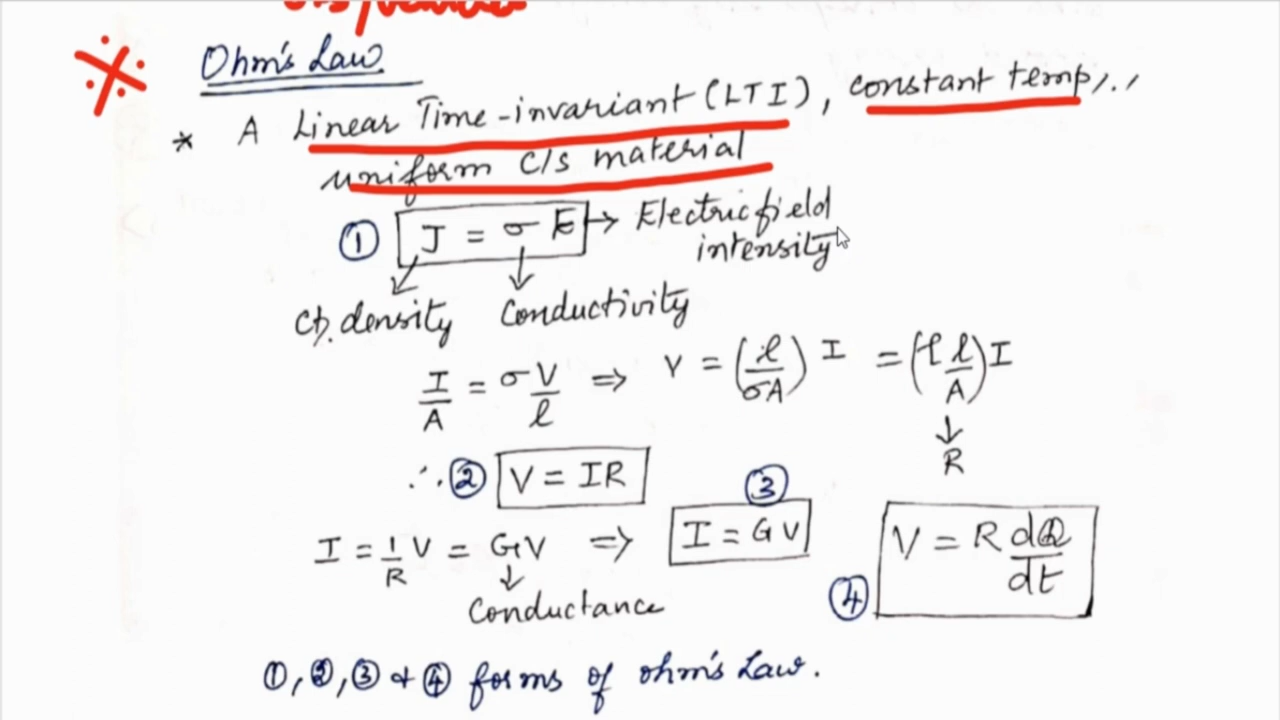 Ohm's Law
* A Linear Time-invariant (LTI), constant temp,
uniform C/s material
① J = σ E → Electric field
intensity
Ct. density Conductivity
I/A = σ V/l ⇒ V = (l/σA) I = (ρ l/A) I
↓
R
∴ ② V = IR
③ I = GV
I = 1/R V = GV ⇒
④ V = R dQ/dt
↓
Conductance
①, ②, ③ & ④ forms of ohm's Law.